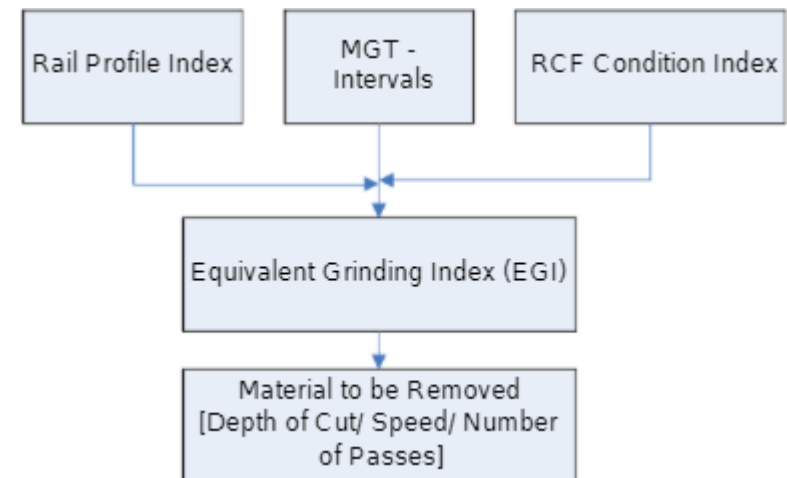 Rail Profile Index
MGT -
Intervals
RCF Condition Index
Equivalent Grinding Index (EGI)
Material to be Removed
[Depth of Cut/ Speed/ Number
of Passes]